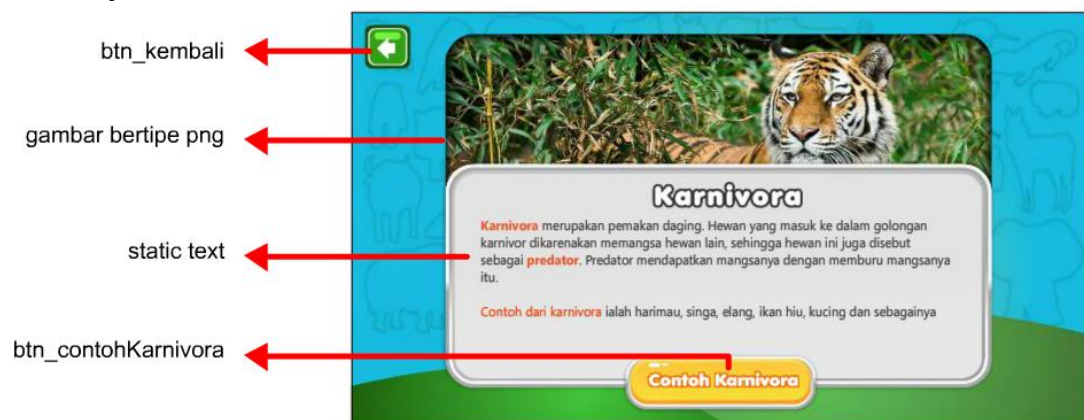 btn_kembali
gambar bertipe png
Karnivora
Karnivora merupakan pemakan daging. Hewan yang masuk ke dalam golongan
karnivor dikarenakan memangsa hewan lain, sehingga hewan ini juga disebut
static text
sebagai predator. Predator mendapatkan mangsanya dengan memburu mangsanya
itu.
Contoh dari karnivora ialah harimau, singa, elang, ikan hiu, kucing dan sebagainya
btn_contohKarnivora
Contoh Karnivora